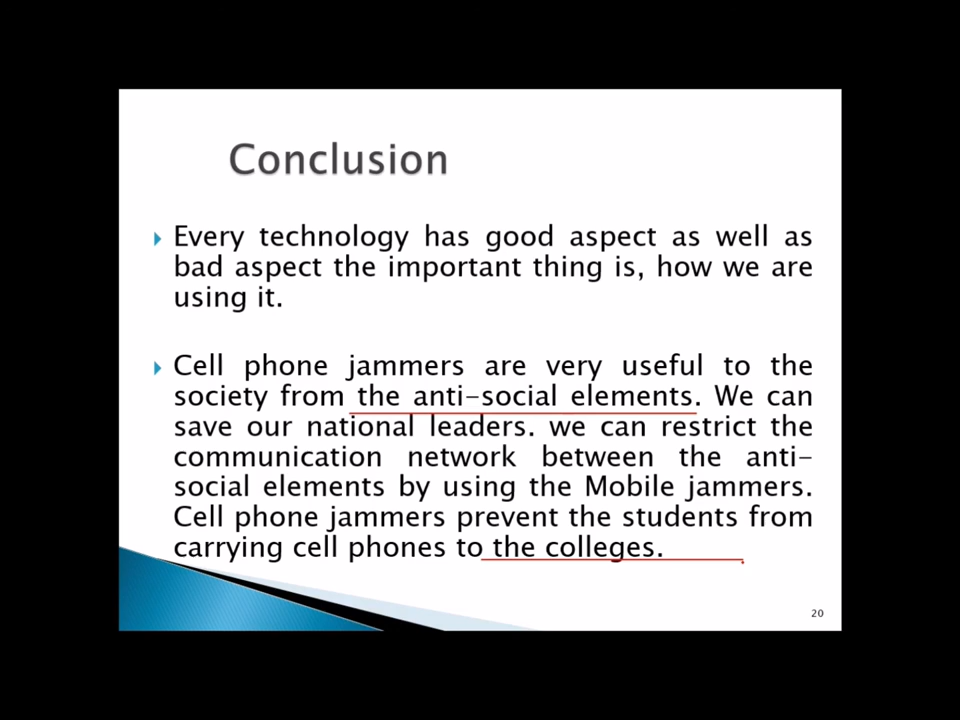 Conclusion
Every technology has good aspect as well as
bad aspect the important thing is, how we are
using it.
Cell phone jammers are very useful to the
society from the anti-social elements. We can
save our national leaders. we can restrict the
communication network between the anti-
social elements by using the Mobile jammers.
Cell phone jammers prevent the students from
carrying cell phones to the colleges.
20